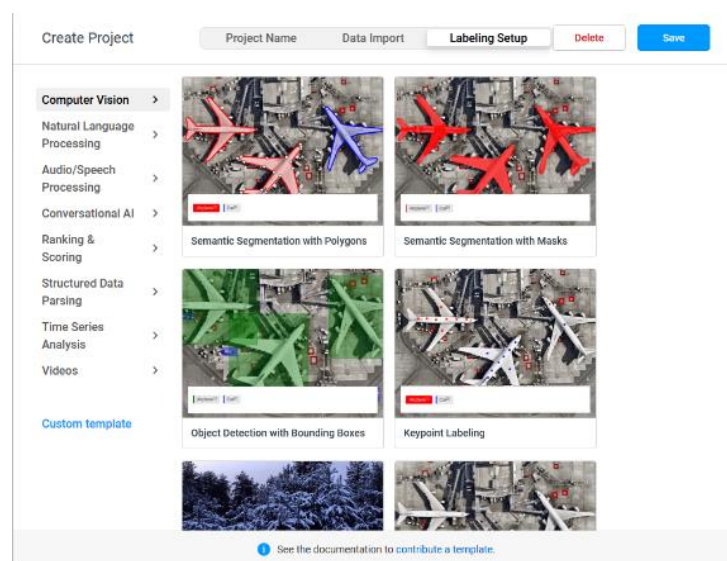 Create Project
Project Name
Data Import
Labeling Setup
Delete
Save
Computer Vision
Natural Language
Processing
Audio/Speech
Processing
Conversational AI
Ranking &
Scoring
Structured Data
Parsing
Time Series
Analysis
Videos
Custom template
Semantic Segmentation with Polygons
Semantic Segmentation with Masks
Object Detection with Bounding Boxes
Keypoint Labeling
See the documentation to contribute a template.